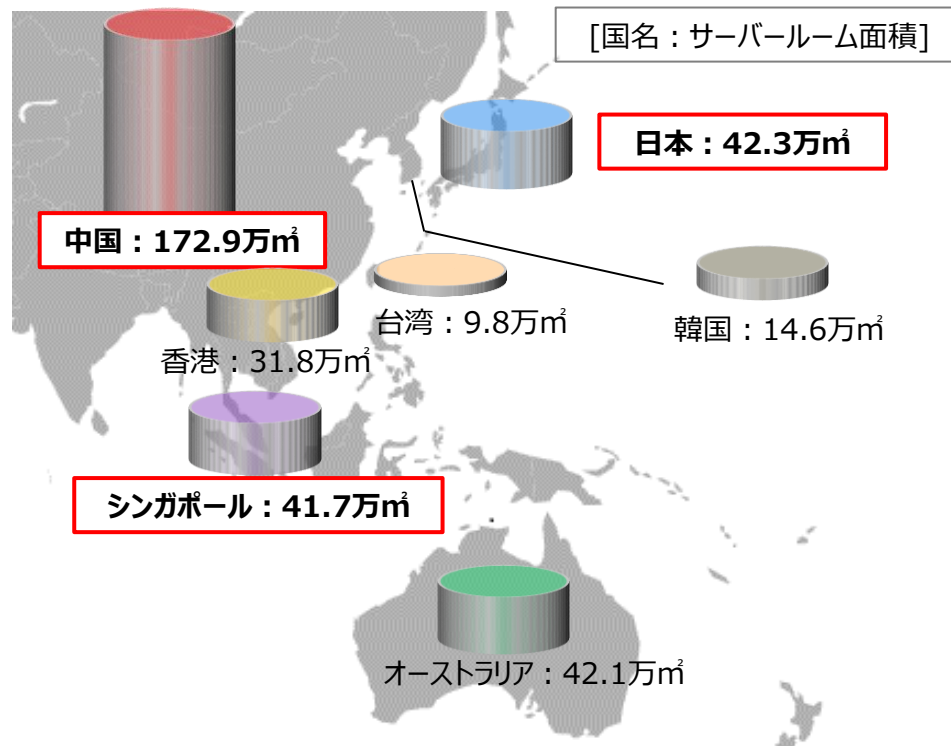 [国名：サーバールーム面積]
日本：42.3万㎡
中国：172.9万㎡
台湾：9.8万㎡
韓国：14.6万㎡
香港：31.8万㎡
シンガポール：41.7万㎡
オーストラリア：42.1万㎡